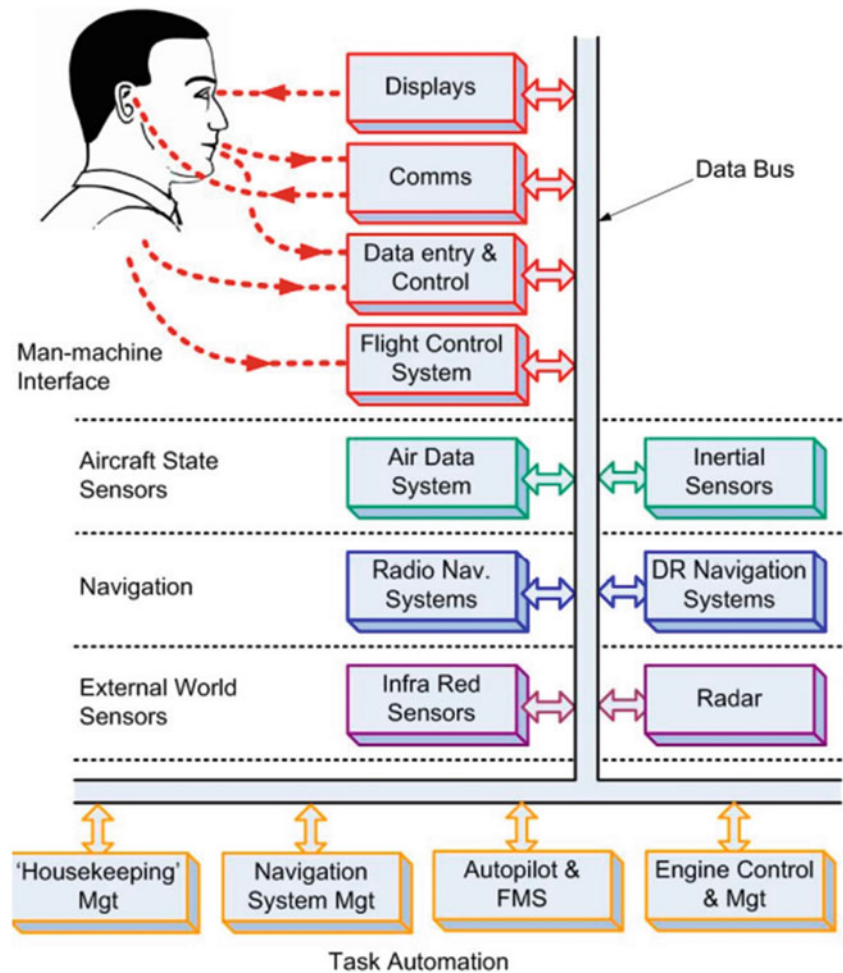 Displays
Comms
Data Bus
Data entry &
Control
Man-machine
Interface
Flight Control
System
Aircraft State
Sensors
Air Data
System
Inertial
Sensors
Navigation
Radio Nav.
Systems
DR Navigation
Systems
External World
Sensors
Infra Red
Sensors
Radar
'Housekeeping'
Mgt
Navigation
System Mgt
Autopilot &
FMS
Engine Control
& Mgt
Task Automation